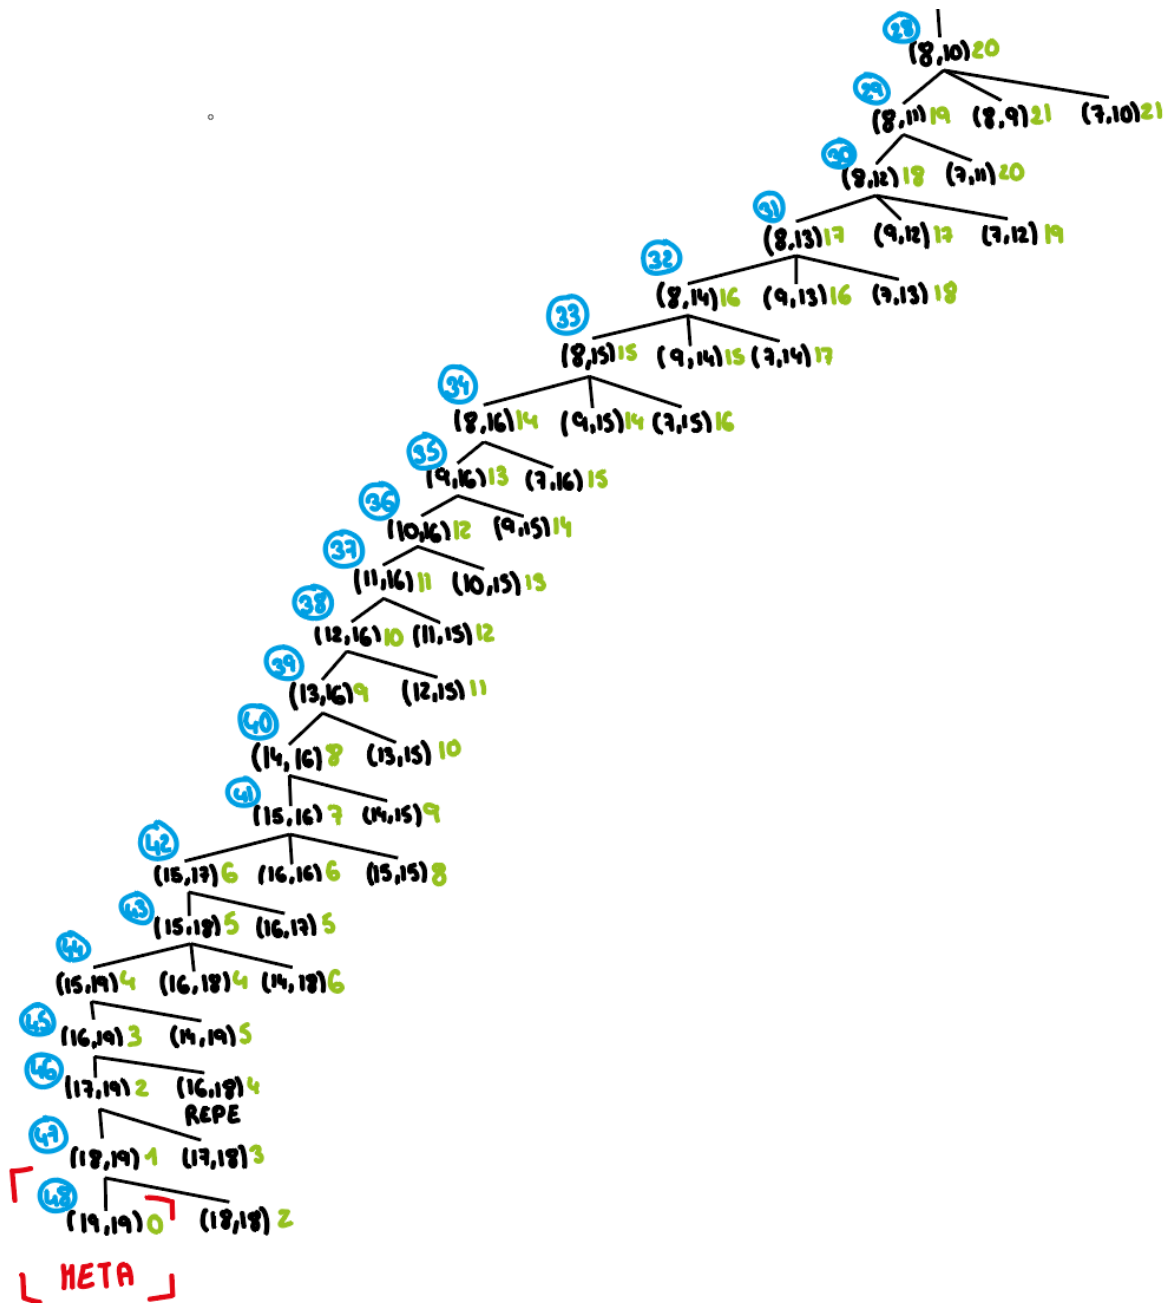 28
(8,10) 20
29
(8,11) 19 (8,9) 21 (7,10) 21
30
(8,12) 18 (7,11) 20
31
(8,13) 17 (9,12) 17 (7,12) 19
32
(8,14) 16 (9,13) 16 (7,13) 18
33
(8,15) 15 (9,14) 15 (7,14) 17
34
(8,16) 14 (9,15) 14 (7,15) 16
35
(9,16) 13 (7,16) 15
36
(10,16) 12 (9,15) 14
37
(11,16) 11 (10,15) 13
38
(12,16) 10 (11,15) 12
39
(13,16) 9 (12,15) 11
40
(14,16) 8 (13,15) 10
41
(15,16) 7 (14,15) 9
42
(15,17) 6 (16,16) 6 (15,15) 8
43
(15,18) 5 (16,17) 5
44
(15,19) 4 (16,18) 4 (14,18) 6
45
(16,19) 3 (14,19) 5
46
(17,19) 2 (16,18) 4
REPE
47
(18,19) 1 (17,18) 3
48
(19,19) 0 (18,18) 2
META